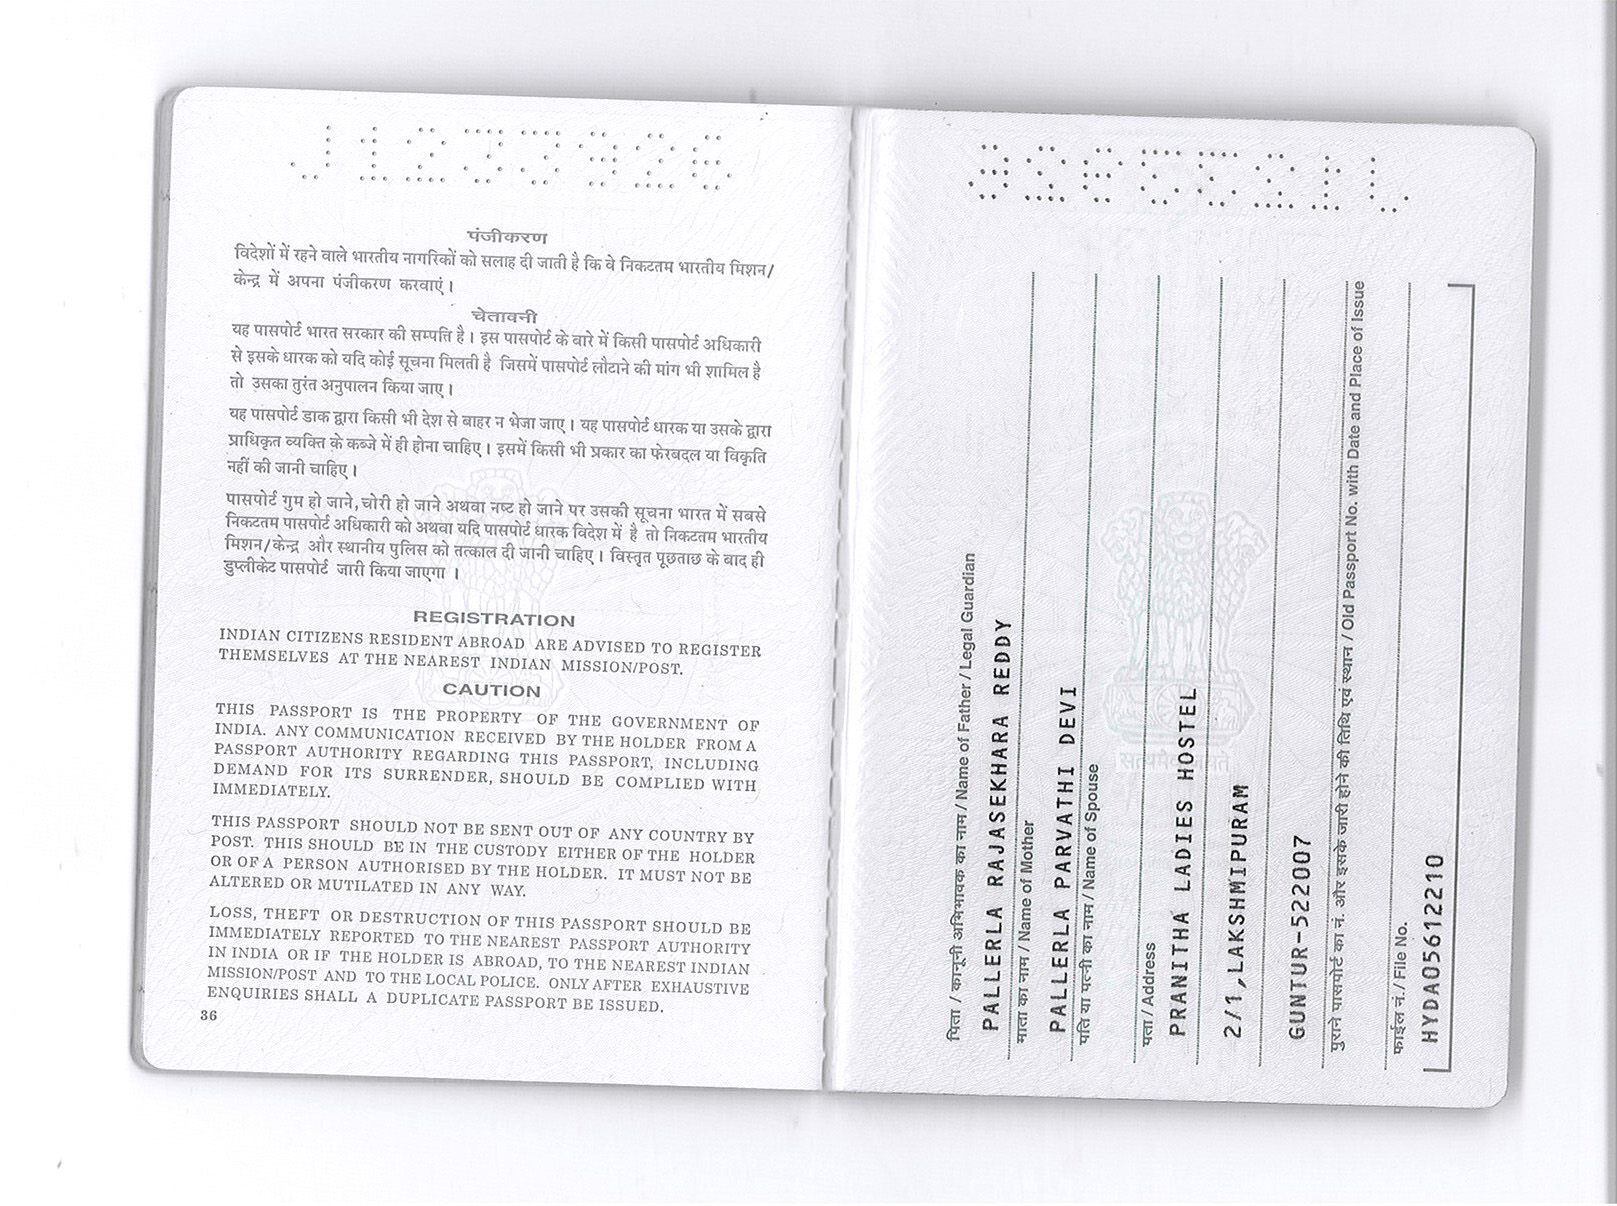 J1233926
पंजीकरण
विदेशों में रहने वाले भारतीय नागरिकों को सलाह दी जाती है कि वे निकटतम भारतीय मिशन/
केन्द्र में अपना पंजीकरण करवाएं ।
चेतावनी
यह पासपोर्ट भारत सरकार की सम्पत्ति है । इस पासपोर्ट के बारे में किसी पासपोर्ट अधिकारी
से इसके धारक को यदि कोई सूचना मिलती है जिसमें पासपोर्ट लौटाने की मांग भी शामिल है
तो उसका तुरंत अनुपालन किया जाए ।
यह पासपोर्ट डाक द्वारा किसी भी देश से बाहर न भेजा जाए । यह पासपोर्ट धारक या उसके द्वारा
प्राधिकृत व्यक्ति के कब्जे में ही होना चाहिए । इसमें किसी भी प्रकार का फेरबदल या विकृति
नहीं की जानी चाहिए ।
पासपोर्ट गुम हो जाने, चोरी हो जाने अथवा नष्ट हो जाने पर उसकी सूचना भारत में सबसे
निकटतम पासपोर्ट अधिकारी को अथवा यदि पासपोर्ट धारक विदेश में है तो निकटतम भारतीय
मिशन/केन्द्र और स्थानीय पुलिस को तत्काल दी जानी चाहिए । विस्तृत पूछताछ के बाद ही
डुप्लीकेट पासपोर्ट जारी किया जाएगा ।
REGISTRATION
INDIAN CITIZENS RESIDENT ABROAD ARE ADVISED TO REGISTER
THEMSELVES AT THE NEAREST INDIAN MISSION/POST.
CAUTION
THIS PASSPORT IS THE PROPERTY OF THE GOVERNMENT OF
INDIA. ANY COMMUNICATION RECEIVED BY THE HOLDER FROM A
PASSPORT AUTHORITY REGARDING THIS PASSPORT, INCLUDING
DEMAND FOR ITS SURRENDER, SHOULD BE COMPLIED WITH
IMMEDIATELY.
THIS PASSPORT SHOULD NOT BE SENT OUT OF ANY COUNTRY BY
POST. THIS SHOULD BE IN THE CUSTODY EITHER OF THE HOLDER
OR OF A PERSON AUTHORISED BY THE HOLDER. IT MUST NOT BE
ALTERED OR MUTILATED IN ANY WAY.
LOSS, THEFT OR DESTRUCTION OF THIS PASSPORT SHOULD BE
IMMEDIATELY REPORTED TO THE NEAREST PASSPORT AUTHORITY
IN INDIA OR IF THE HOLDER IS ABROAD, TO THE NEAREST INDIAN
MISSION/POST AND TO THE LOCAL POLICE. ONLY AFTER EXHAUSTIVE
ENQUIRIES SHALL A DUPLICATE PASSPORT BE ISSUED.
36
पिता / कानूनी अभिभावक का नाम / Name of Father / Legal Guardian
PALLERLA RAJASEKHARA REDDY
माता का नाम / Name of Mother
PALLERLA PARVATHI DEVI
पति या पत्नी का नाम / Name of Spouse
पता / Address
PRANITHA LADIES HOSTEL
2/1,LAKSHMIPURAM
GUNTUR-522007
पुराने पासपोर्ट का नं. और इसके जारी होने की तिथि एवं स्थान / Old Passport No. with Date and Place of Issue
फाईल नं./ File No.
HYDA05612210
सत्यमेव जयते